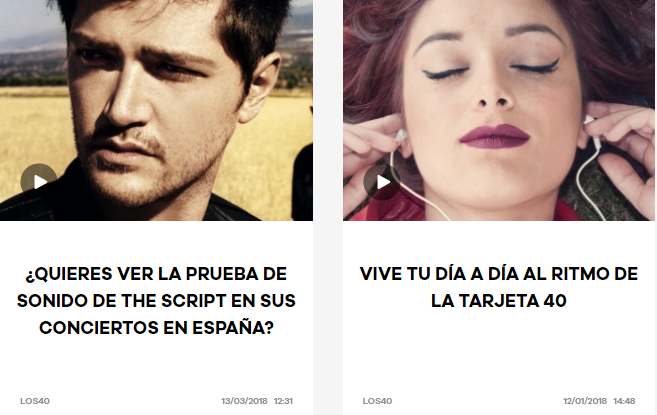 ¿QUIERES VER LA PRUEBA DE
SONIDO DE THE SCRIPT EN SUS
CONCIERTOS EN ESPAÑA?
LOS40 13/03/2018 12:31
VIVE TU DÍA A DÍA AL RITMO DE
LA TARJETA 40
LOS40 12/01/2018 14:48